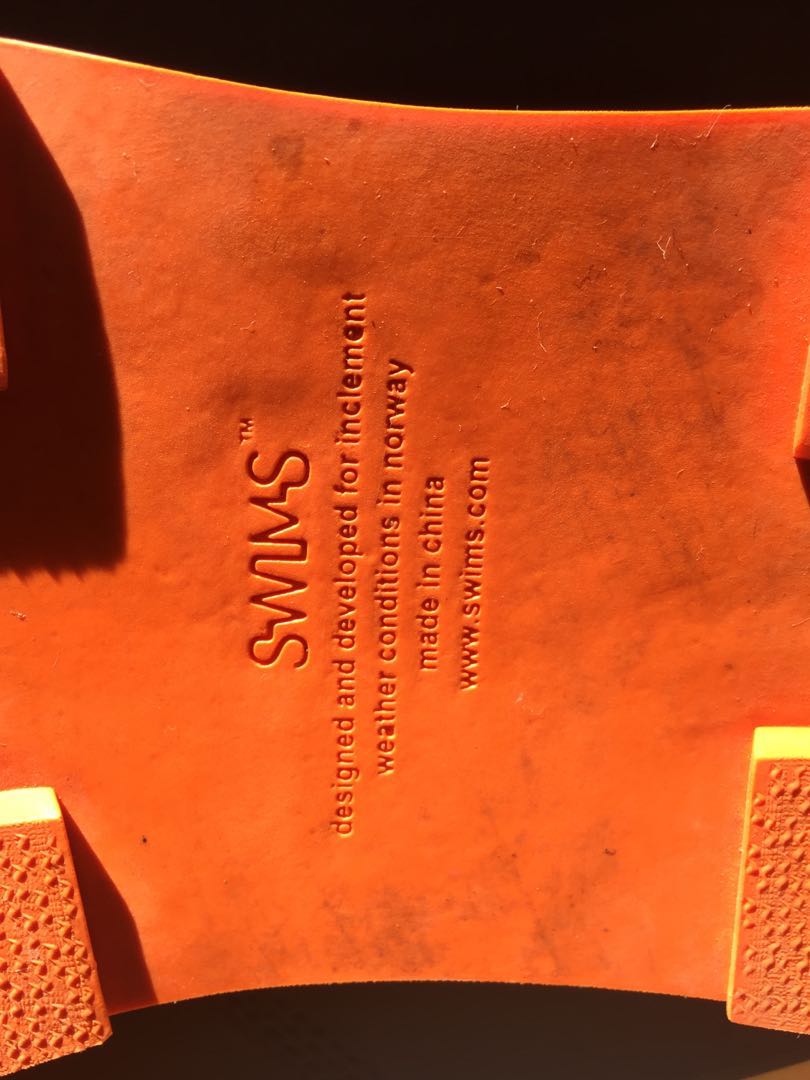 SWIMS™
designed and developed for inclement
weather conditions in norway
made in china
www.swims.com